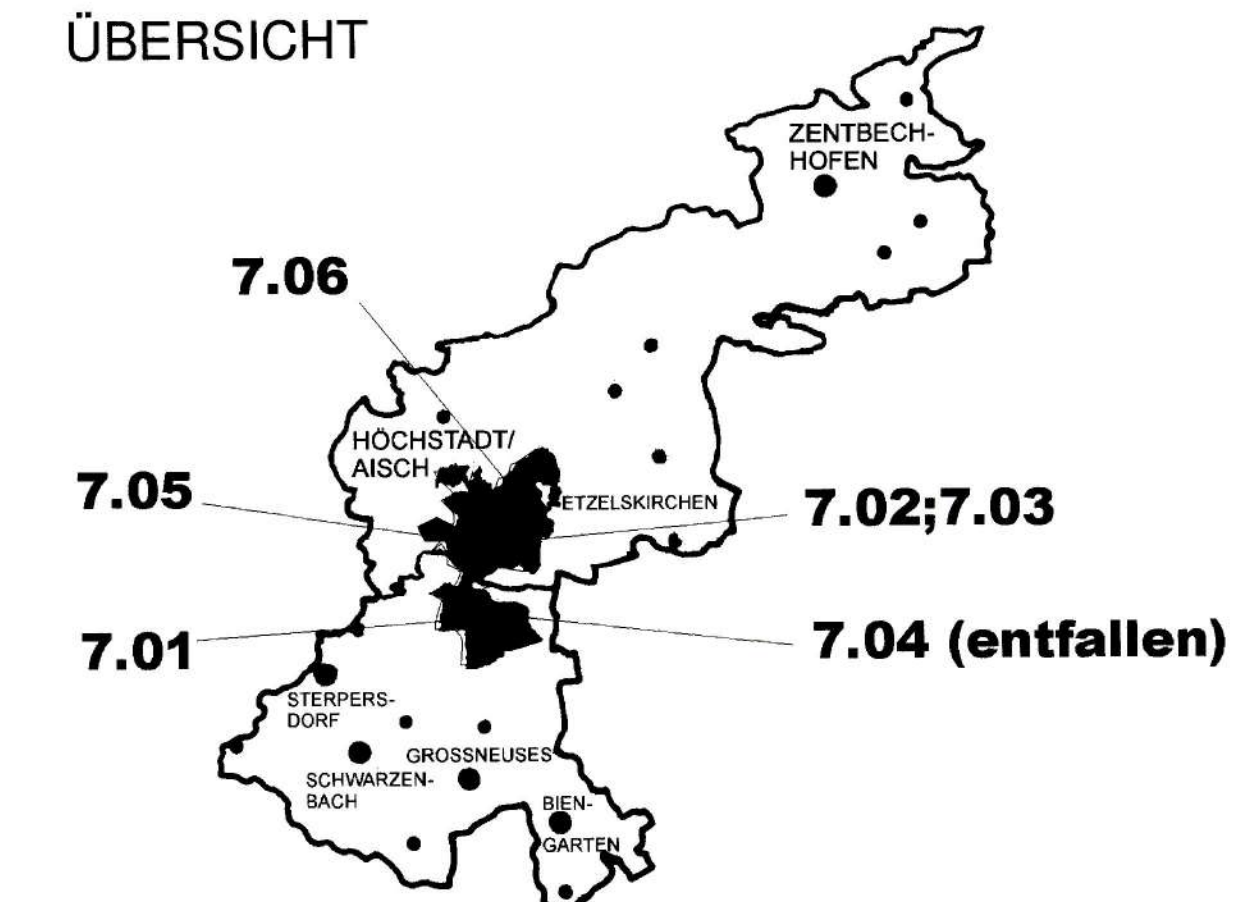 ÜBERSICHT
ZENTBECH-
HOFEN
7.06
HÖCHSTADT/
AISCH
7.05
ETZELSKIRCHEN
7.02;7.03
7.01
7.04 (entfallen)
STERPERS-
DORF
GROSSNEUSES
SCHWARZEN-
BACH
BIEN-
GARTEN